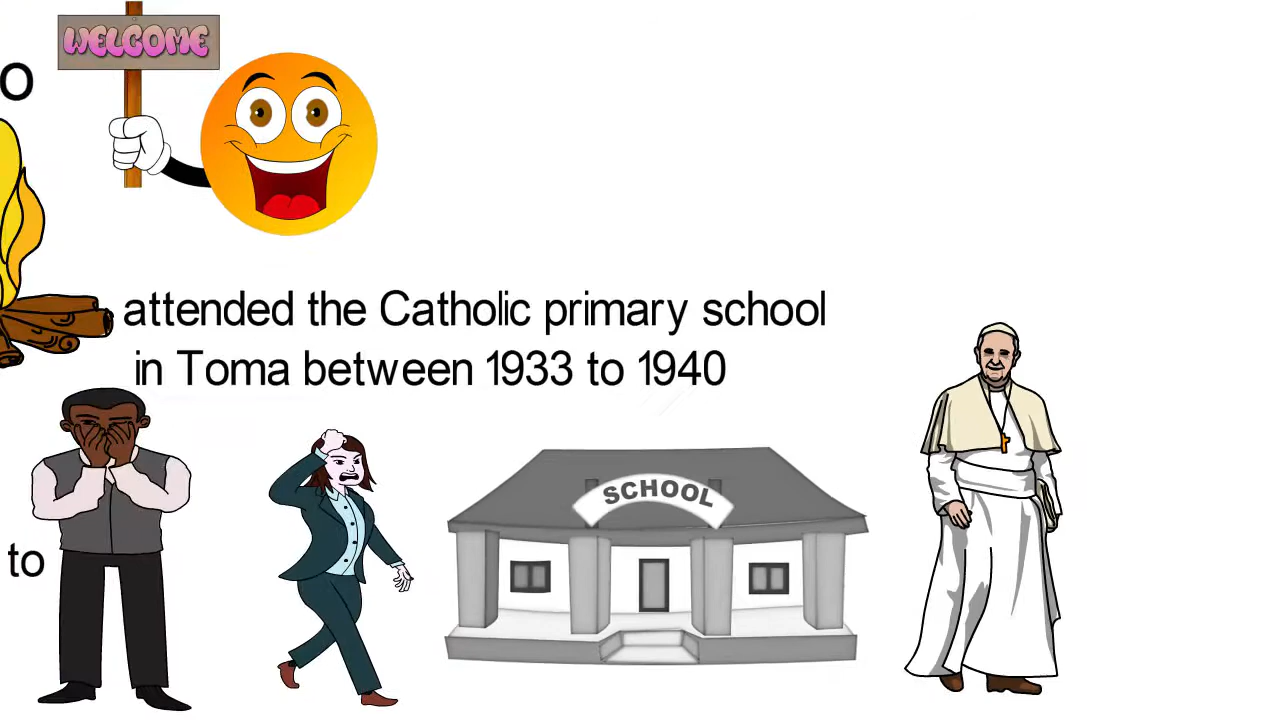 o
WELCOME
attended the Catholic primary school
in Toma between 1933 to 1940
SCHOOL
to